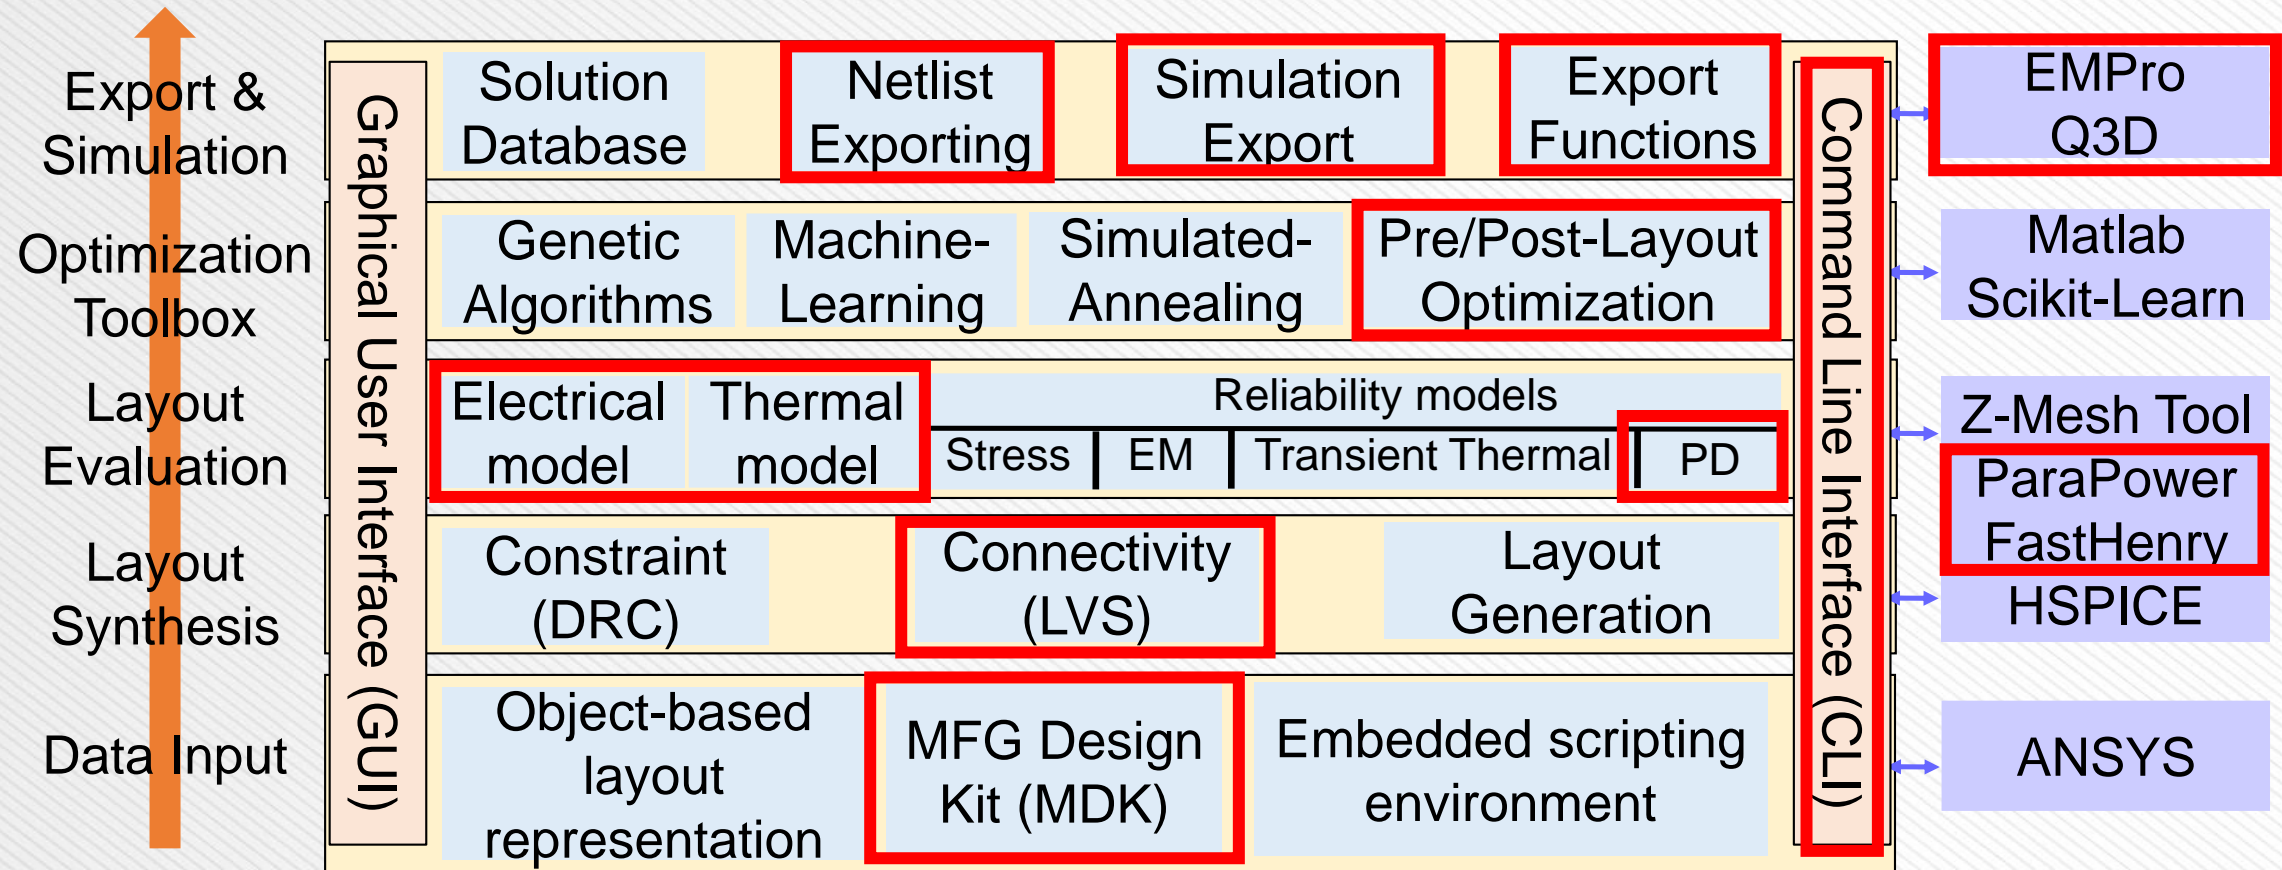 Export &
Simulation
Graphical User Interface (GUI)
Solution
Database
Netlist
Exporting
Simulation
Export
Export
Functions
Command Line Interface (CLI)
EMPro
Q3D
Optimization
Toolbox
Genetic
Algorithms
Machine-
Learning
Simulated-
Annealing
Pre/Post-Layout
Optimization
Matlab
Scikit-Learn
Layout
Evaluation
Electrical
model
Thermal
model
Reliability models
Stress
EM
Transient Thermal
PD
Z-Mesh Tool
ParaPower
FastHenry
HSPICE
Layout
Synthesis
Constraint
(DRC)
Connectivity
(LVS)
Layout
Generation
Data Input
Object-based
layout
representation
MFG Design
Kit (MDK)
Embedded scripting
environment
ANSYS